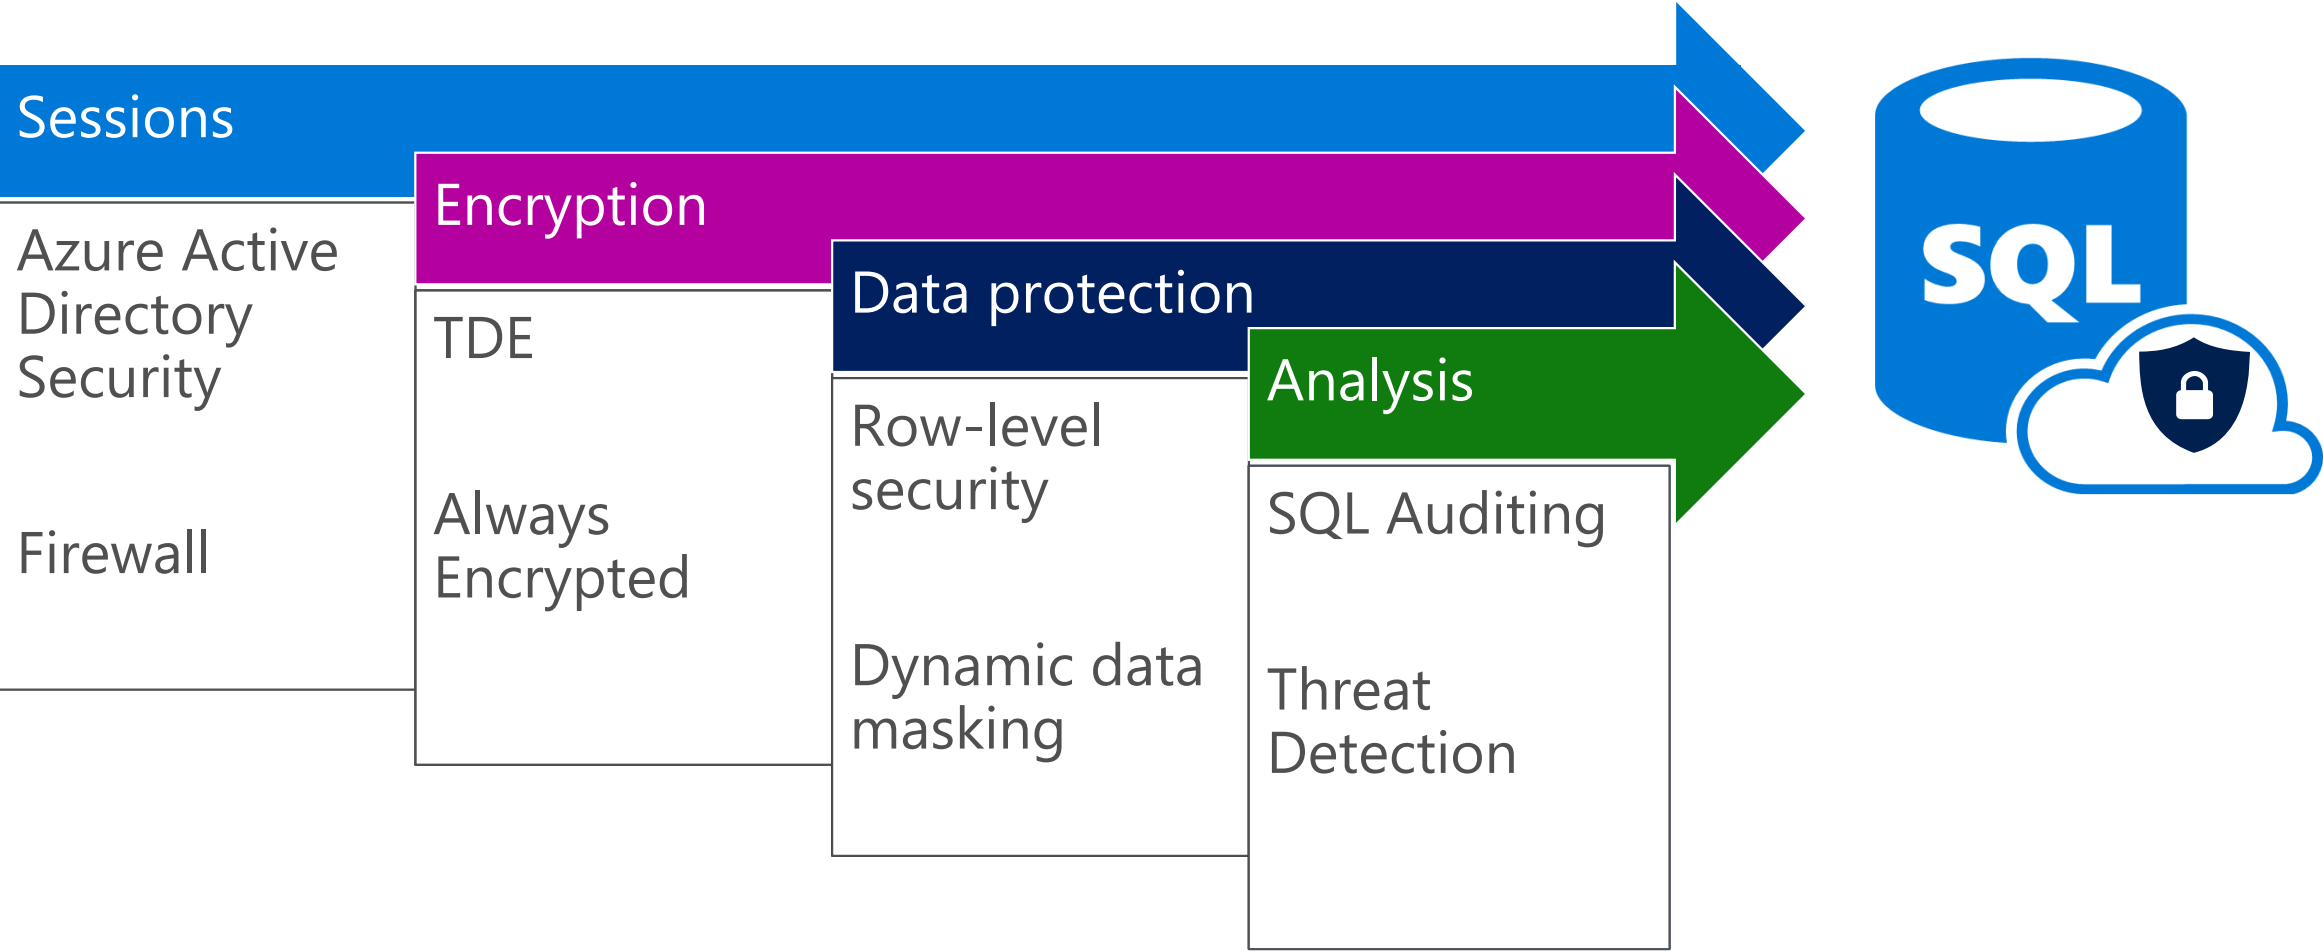 Sessions
Azure Active
Directory
Security
Firewall
Encryption
TDE
Always
Encrypted
Data protection
Row-level
security
Dynamic data
masking
Analysis
SQL Auditing
Threat
Detection
SQL